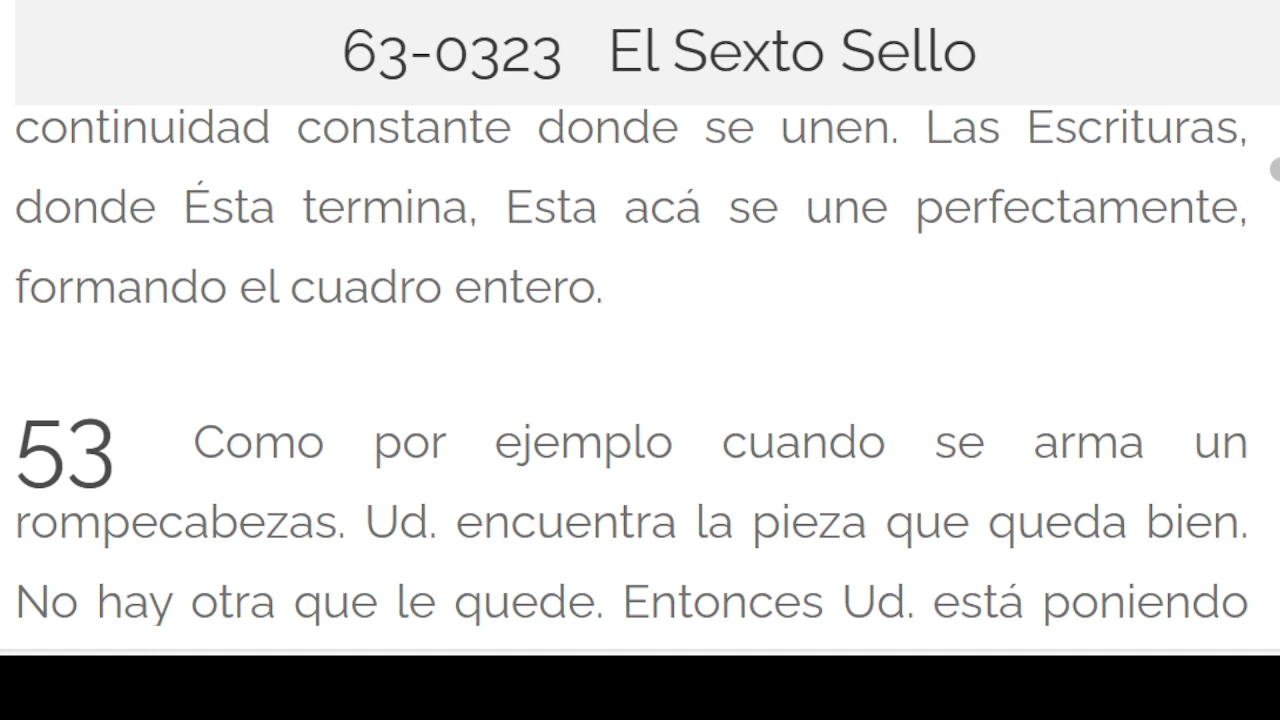 63-0323 El Sexto Sello
continuidad constante donde se unen. Las Escrituras,
donde Ésta termina, Esta acá se une perfectamente,
formando el cuadro entero.
53 Como por ejemplo cuando se arma un
rompecabezas. Ud. encuentra la pieza que queda bien.
No hay otra que le quede. Entonces Ud. está poniendo